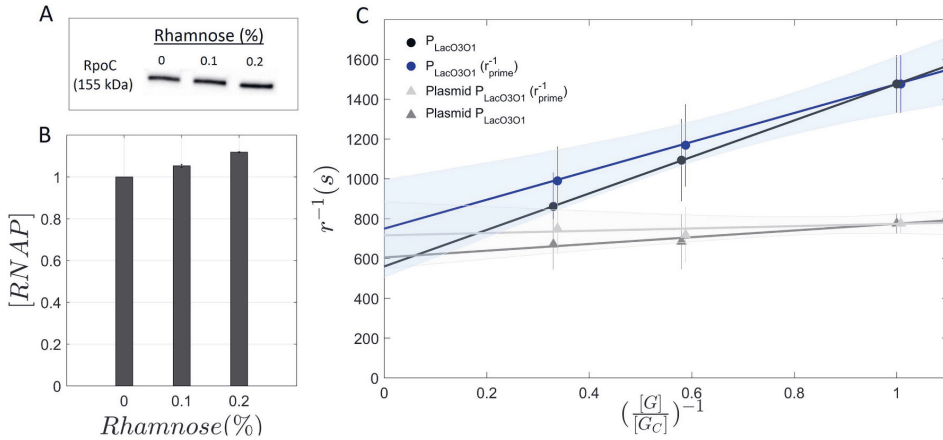 A
Rhamnose (%)
0 0.1 0.2
RpoC
(155 kDa)
B
[RNAP]
1
0.8
0.6
0.4
0.2
0
0 0.1 0.2
Rhamnose(%)
C
r⁻¹(s)
1800
1600
1400
1200
1000
800
600
400
200
0
P_LacO3O1
P_LacO3O1 (r⁻¹_prime)
Plasmid P_LacO3O1 (r⁻¹_prime)
Plasmid P_LacO3O1
0 0.2 0.4 0.6 0.8 1
([G]/[G_C])⁻¹